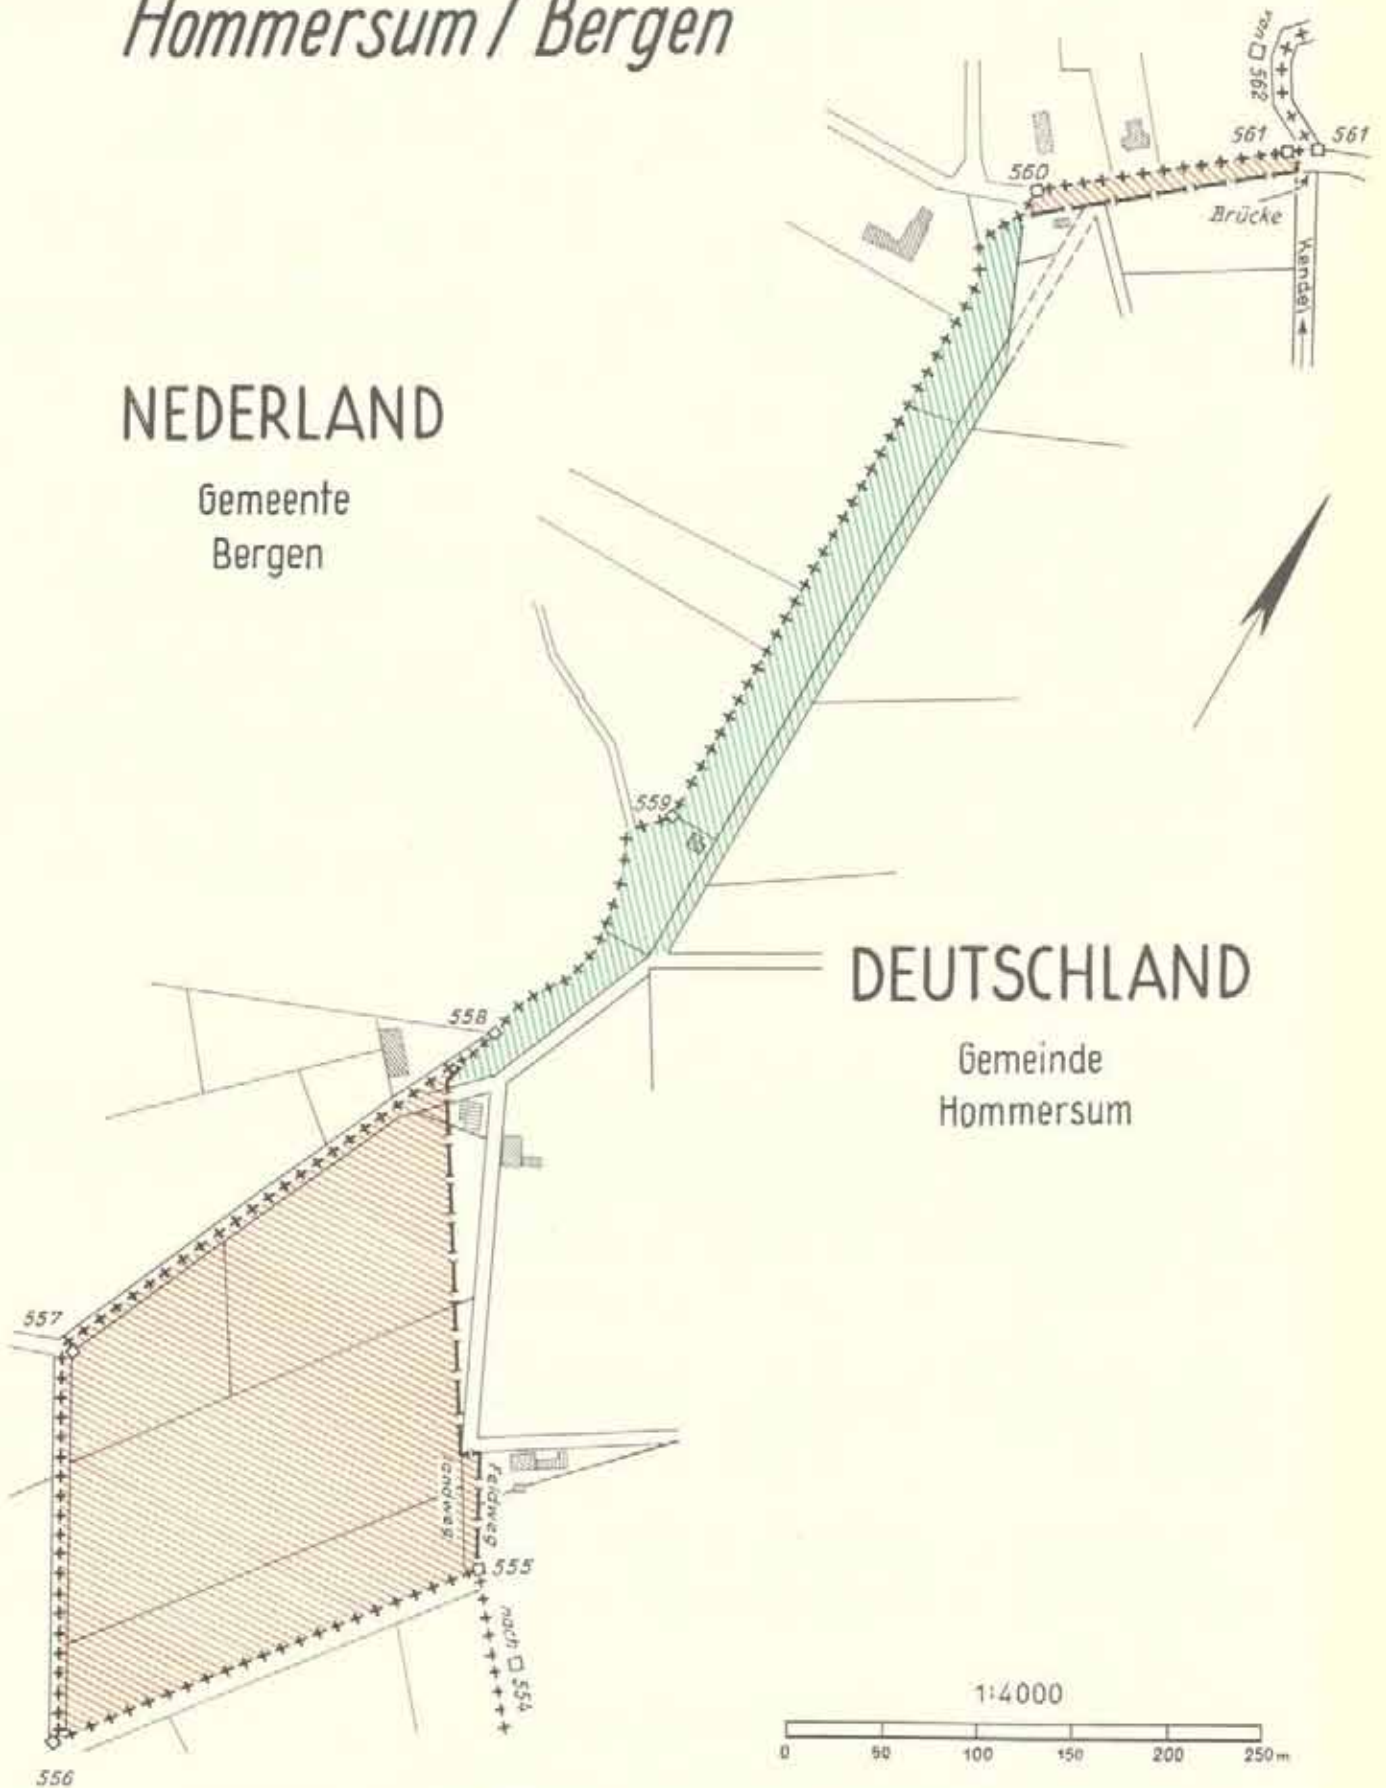 Hommersum / Bergen
von □ 562
561
561
560
Brücke
Kendel
NEDERLAND
Gemeente
Bergen
559
DEUTSCHLAND
Gemeinde
Hommersum
558
557
Landweg
Feldweg
555
nach □ 554
556
1:4000
0 50 100 150 200 250 m